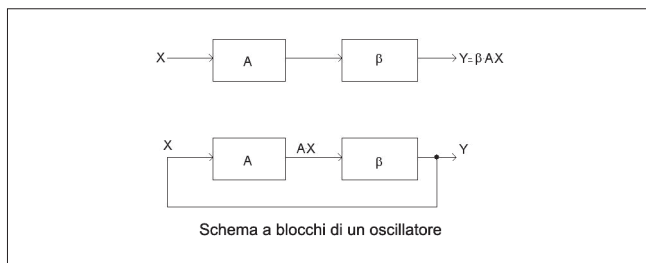 X A β Y=βAX
X A AX β Y
Schema a blocchi di un oscillatore